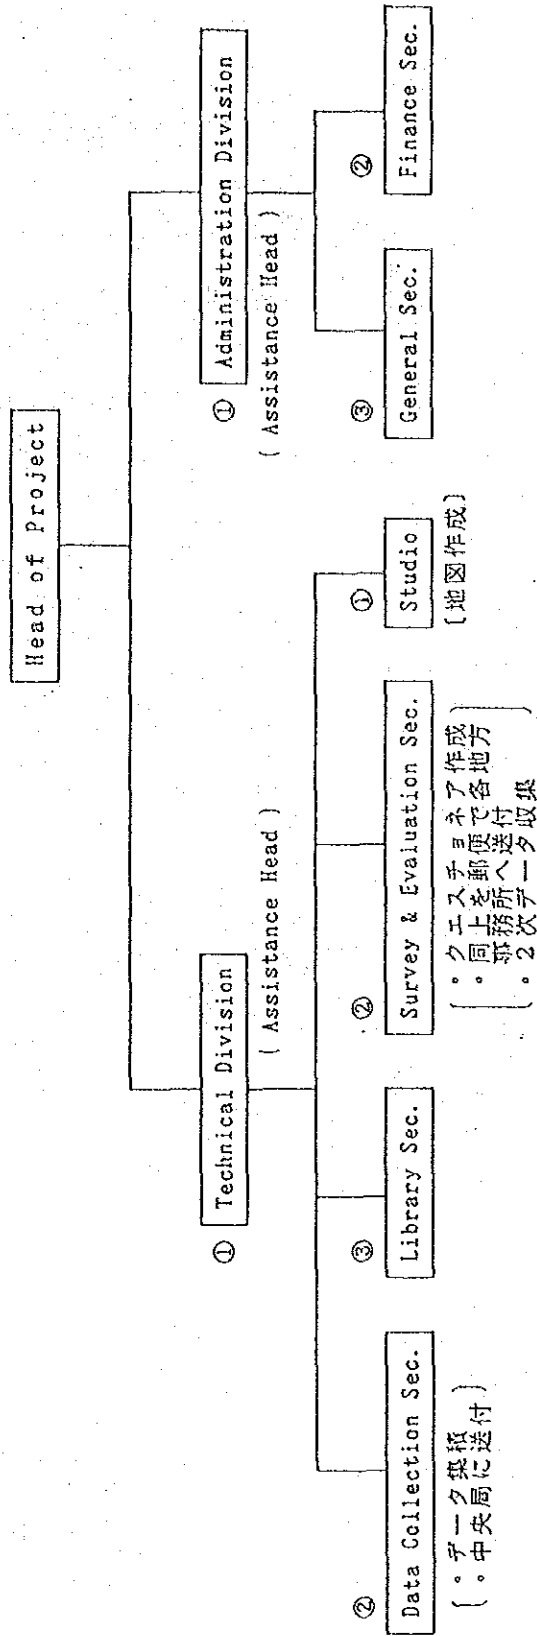 Head of Project
① Technical Division
( Assistance Head )
① Administration Division
( Assistance Head )
② Data Collection Sec.
・データ集積
・中央局に送付
③ Library Sec.
② Survey & Evaluation Sec.
・クエスチョネア作成
・同上を郵便で各地方
事務所へ送付
・2次データ収集
① Studio
〔地図作成〕
③ General Sec.
② Finance Sec.